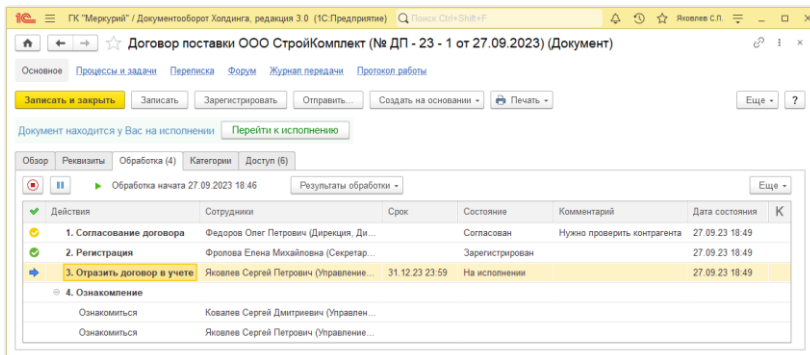 1С ГК "Меркурий" / Документооборот Холдинга, редакция 3.0 (1С:Предприятие) Поиск Ctrl+Shift+F Яковлев С.П.
Договор поставки ООО СтройКомплект (№ ДП - 23 - 1 от 27.09.2023) (Документ)
Основное Процессы и задачи Переписка Форум Журнал передачи Протокол работы
Записать и закрыть Записать Зарегистрировать Отправить... Создать на основании Печать Еще ?
Документ находится у Вас на исполнении Перейти к исполнению
Обзор Реквизиты Обработка (4) Категории Доступ (6)
Обработка начата 27.09.2023 18:46 Результаты обработки Еще
Действия Сотрудники Срок Состояние Комментарий Дата состояния К
1. Согласование договора Федоров Олег Петрович (Дирекция, Ди... Согласован Нужно проверить контрагента 27.09.23 18:49
2. Регистрация Фролова Елена Михайловна (Секретар... Зарегистрирован 27.09.23 18:49
3. Отразить договор в учете Яковлев Сергей Петрович (Управление... 31.12.23 23:59 На исполнении 27.09.23 18:49
4. Ознакомление
Ознакомиться Ковалев Сергей Дмитриевич (Управлен...
Ознакомиться Яковлев Сергей Петрович (Управление...